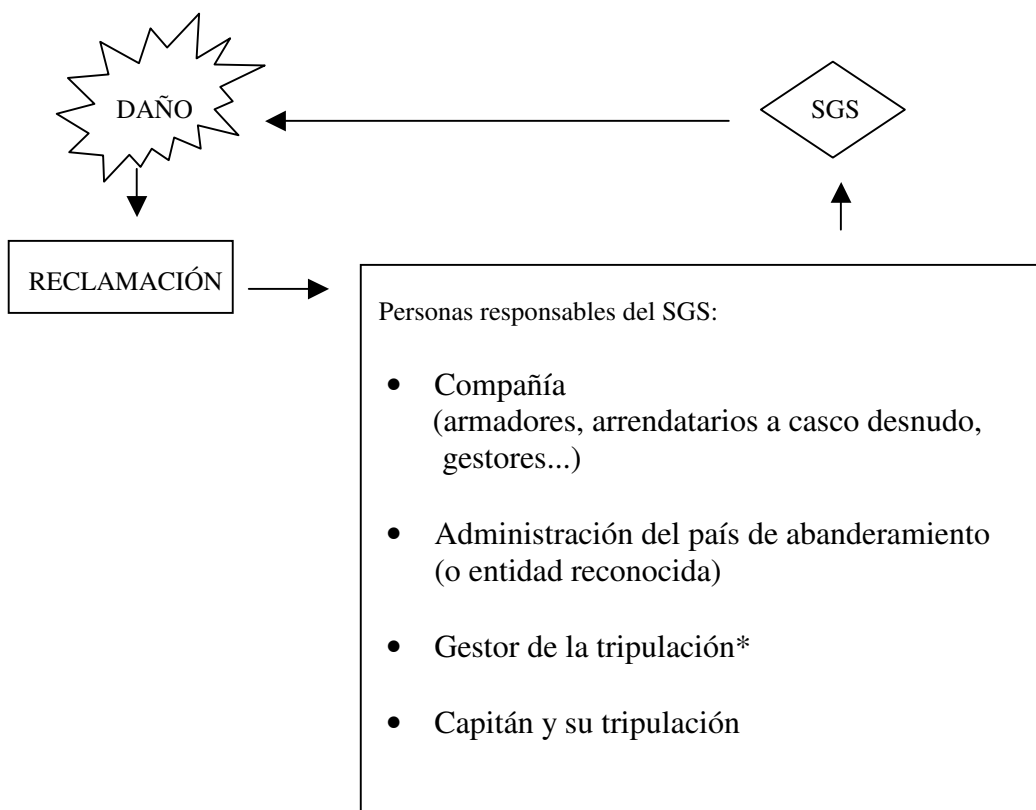 DAÑO
SGS
RECLAMACIÓN
Personas responsables del SGS:
• Compañía
(armadores, arrendatarios a casco desnudo,
gestores...)
• Administración del país de abanderamiento
(o entidad reconocida)
• Gestor de la tripulación*
• Capitán y su tripulación